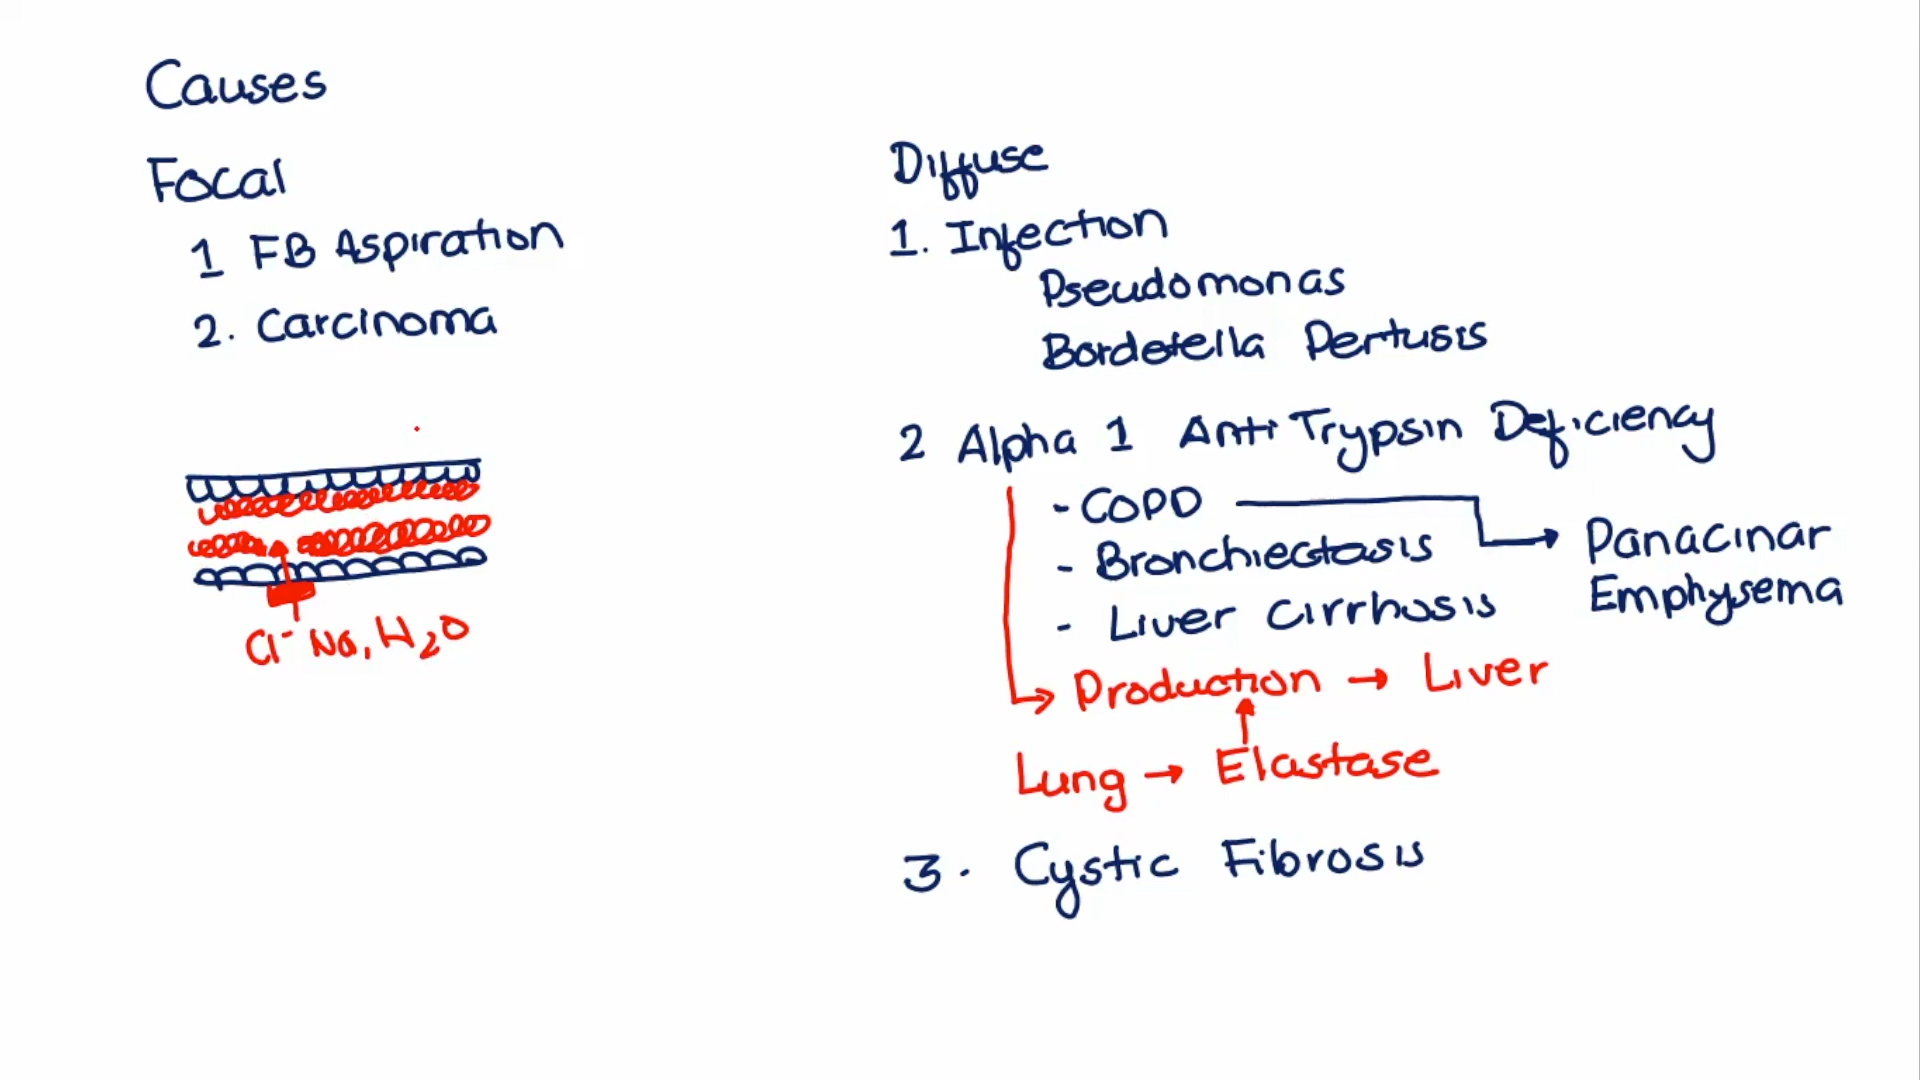 Causes
Focal
1 FB Aspiration
2. Carcinoma
Cl⁻ Na, H₂O
Diffuse
1. Infection
Pseudomonas
Bordetella Pertusis
2 Alpha 1 Anti Trypsin Deficiency
- COPD → Panacinar
Emphysema
- Bronchiectasis
- Liver cirrhosis
→ Production → Liver
Lung → Elastase
3. Cystic Fibrosis